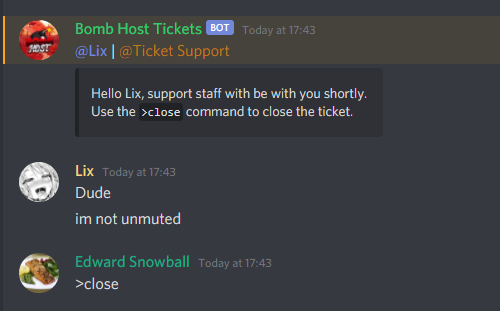 Bomb Host Tickets BOT Today at 17:43
@Lix | @Ticket Support
HOST
Hello Lix, support staff with be with you shortly.
Use the >close command to close the ticket.
Lix Today at 17:43
Dude
im not unmuted
Edward Snowball Today at 17:43
>close